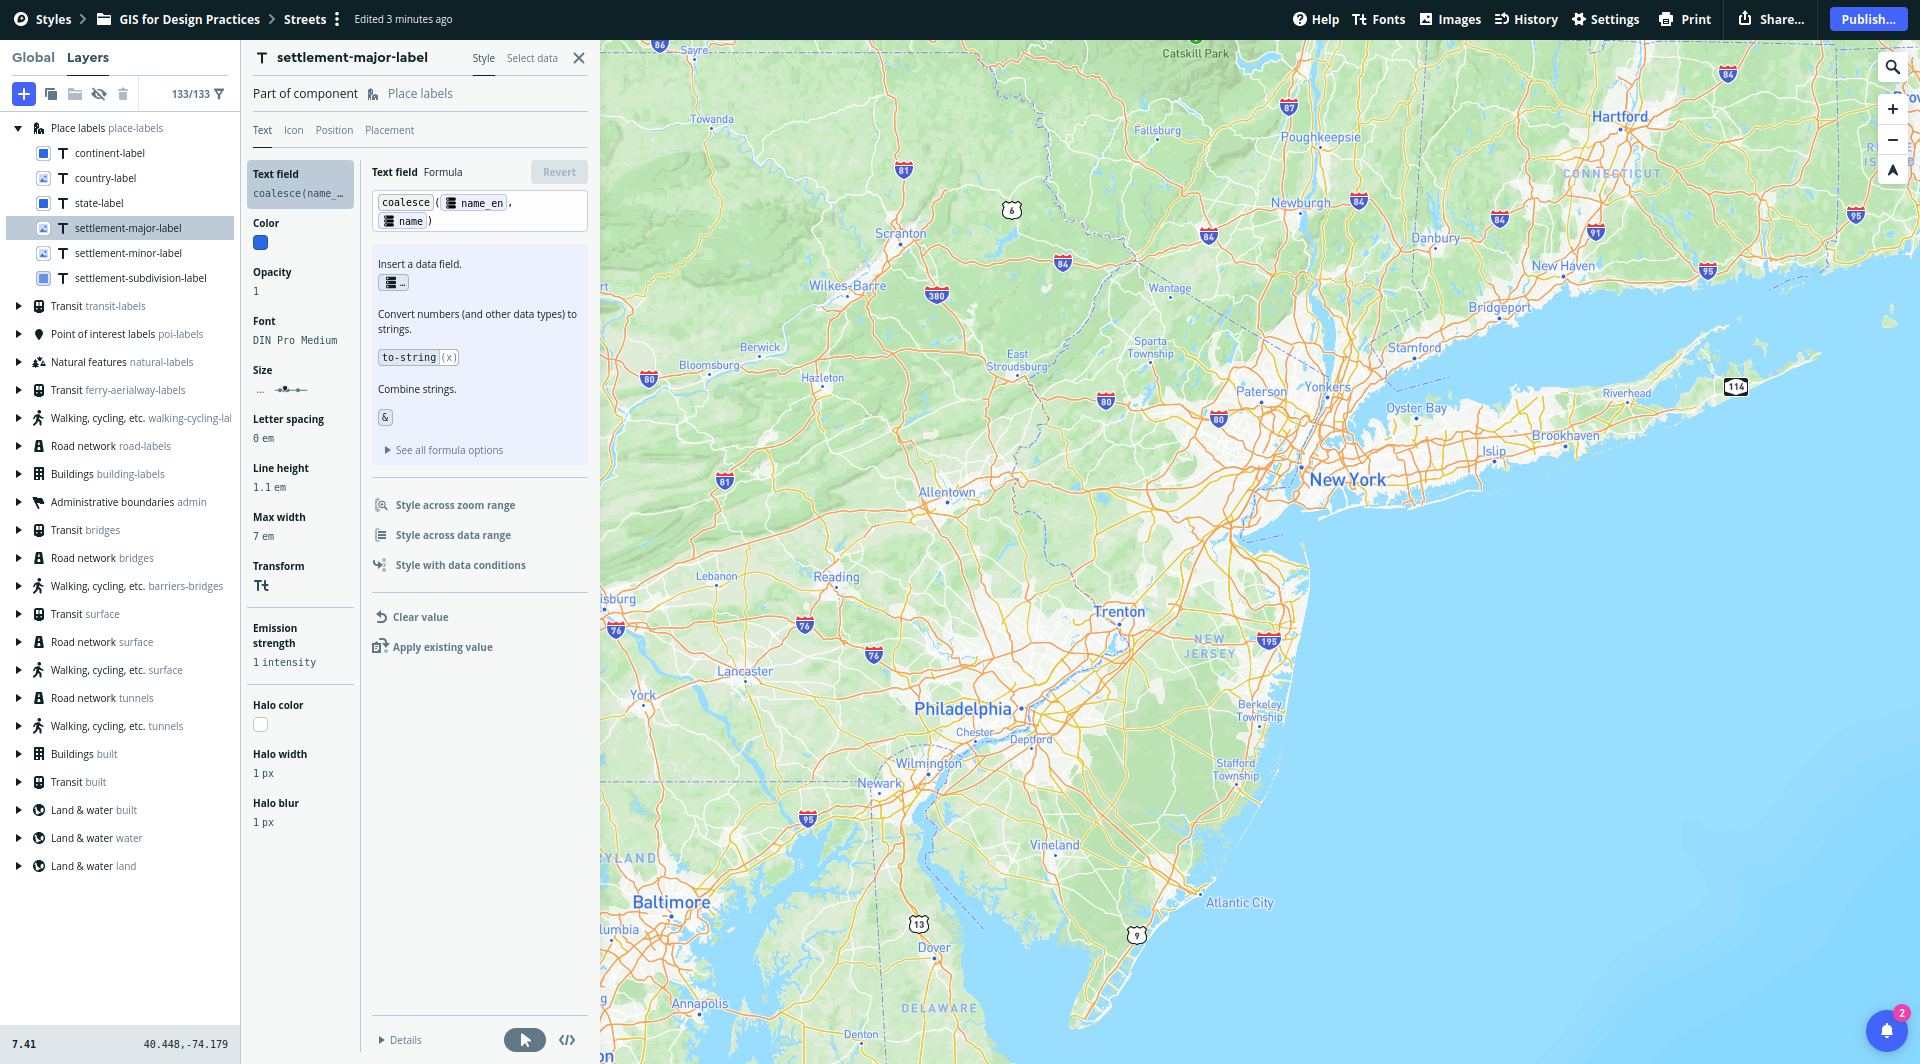 Styles
GIS for Design Practices
Streets
Edited 3 minutes ago
Help
Fonts
Images
History
Settings
Print
Share...
Publish...
Global
Layers
133/133
Place labels place-labels
continent-label
country-label
state-label
settlement-major-label
settlement-minor-label
settlement-subdivision-label
Transit transit-labels
Point of interest labels poi-labels
Natural features natural-labels
Transit ferry-aerialway-labels
Walking, cycling, etc. walking-cycling-lal
Road network road-labels
Buildings building-labels
Administrative boundaries admin
Transit bridges
Road network bridges
Walking, cycling, etc. barriers-bridges
Transit surface
Road network surface
Walking, cycling, etc. surface
Road network tunnels
Walking, cycling, etc. tunnels
Buildings built
Transit built
Land & water built
Land & water water
Land & water land
7.41
40.448,-74.179
settlement-major-label
Style
Select data
Part of component
Place labels
Text
Icon
Position
Placement
Text field
coalesce(name_…
Color
Opacity
1
Font
DIN Pro Medium
Size
...
Letter spacing
0 em
Line height
1.1 em
Max width
7 em
Transform
Tt
Emission
strength
1 intensity
Halo color
Halo width
1 px
Halo blur
1 px
Text field
Formula
Revert
coalesce( name_en ,
name )
Insert a data field.
…
Convert numbers (and other data types) to
strings.
to-string (x)
Combine strings.
&
See all formula options
Style across zoom range
Style across data range
Style with data conditions
Clear value
Apply existing value
Details
</>
86
Sayre
Catskill Park
84
87
Towanda
Fallsburg
Poughkeepsie
Hartford
81
CONNECTICUT
6
Newburgh
84
84
91
95
Scranton
84
Danbury
84
New Haven
95
Wilkes-Barre
380
Wantage
Bridgeport
Berwick
Sparta
Township
Stamford
Bloomsburg
East
Stroudsburg
80
Hazleton
Paterson
Yonkers
114
Riverhead
80
80
Oyster Bay
Brookhaven
Islip
81
New York
Allentown
Lebanon
Reading
isburg
Trenton
76
76
76
195
NEW
JERSEY
Lancaster
York
Philadelphia
Berkeley
Township
Chester
Deptford
Wilmington
Stafford
Township
Newark
95
Vineland
RYLAND
Baltimore
Atlantic City
13
9
lumbia
Dover
Annapolis
DELAWARE
Denton
on
2